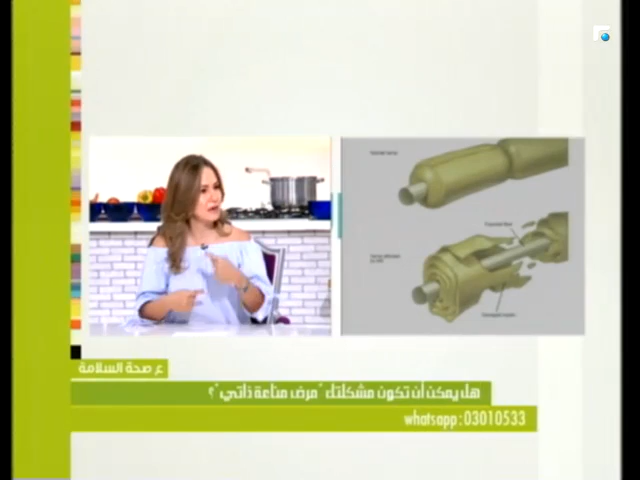 ع صحة السلامة
هل يمكن أن تكون مشكلتك "مرض مناعة ذاتي"؟
whatsapp:03010533